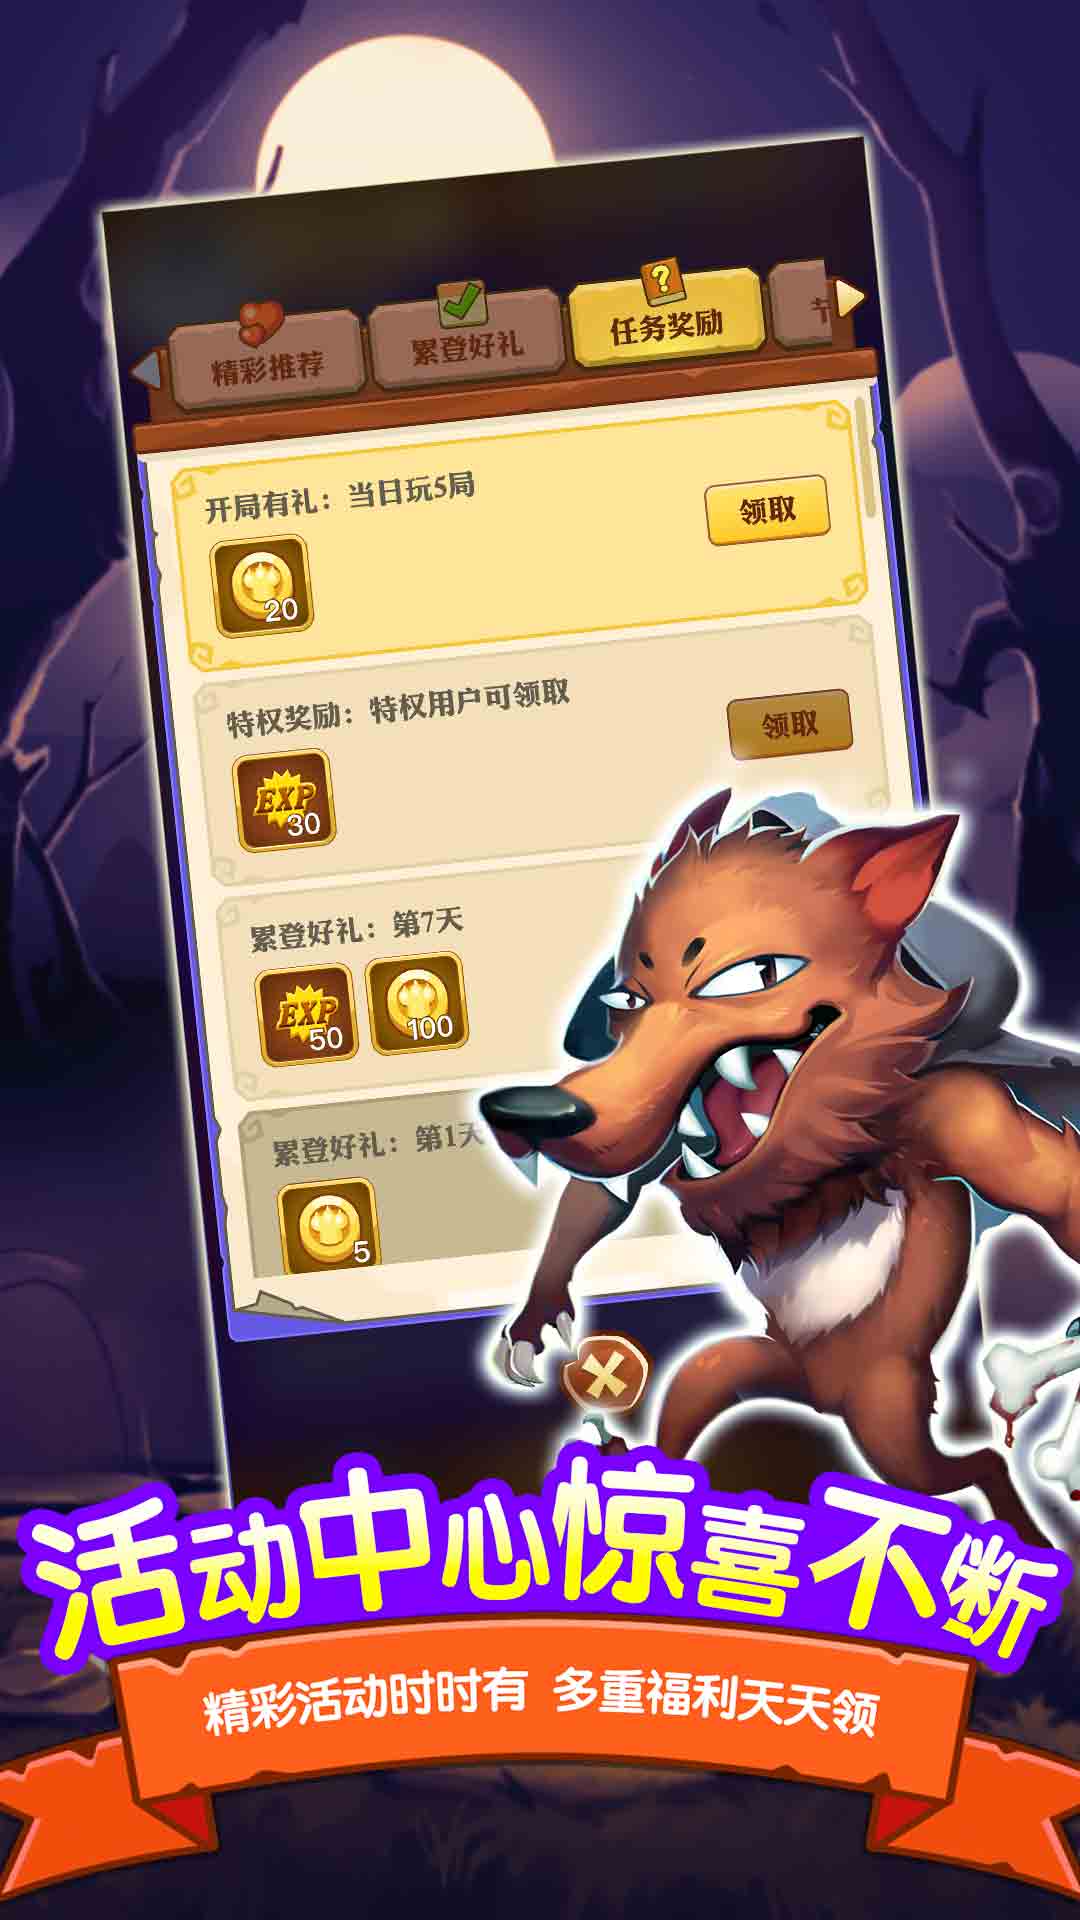 精彩推荐
累登好礼
?
任务奖励
开局有礼：当日玩5局
领取
20
特权奖励：特权用户可领取
领取
EXP
30
累登好礼：第7天
EXP
50
100
累登好礼：第1天
5
活动中心惊喜不断
精彩活动时时有 多重福利天天领